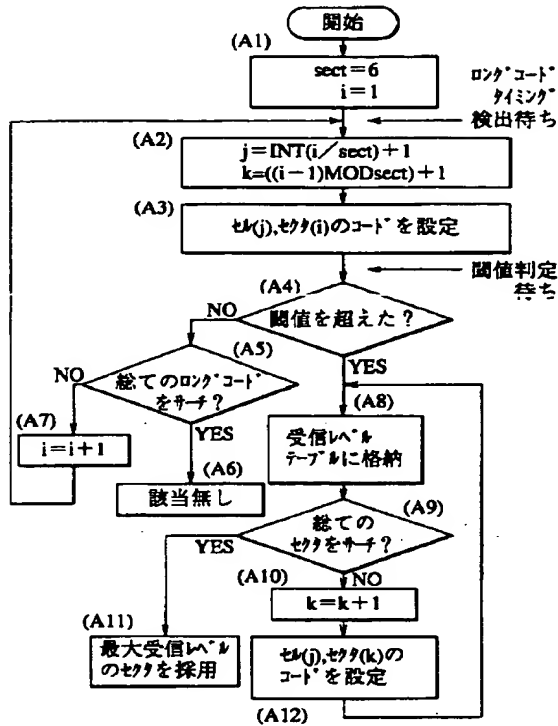 開始
(A1)
sect=6
i=1
ロングコード
タイミング
検出待ち
(A2)
j=INT(i/sect)+1
k=((i-1)MODsect)+1
(A3)
セル(j),セクタ(i)のコードを設定
閾値判定
待ち
(A4)
閾値を超えた?
NO
YES
(A5)
総てのロングコード
をサーチ?
NO
YES
(A7)
i=i+1
(A6)
該当無し
(A8)
受信レベル
テーブルに格納
(A9)
総ての
セクタをサーチ?
YES
NO
(A10)
k=k+1
(A11)
最大受信レベル
のセクタを採用
セル(j),セクタ(k)の
コードを設定
(A12)